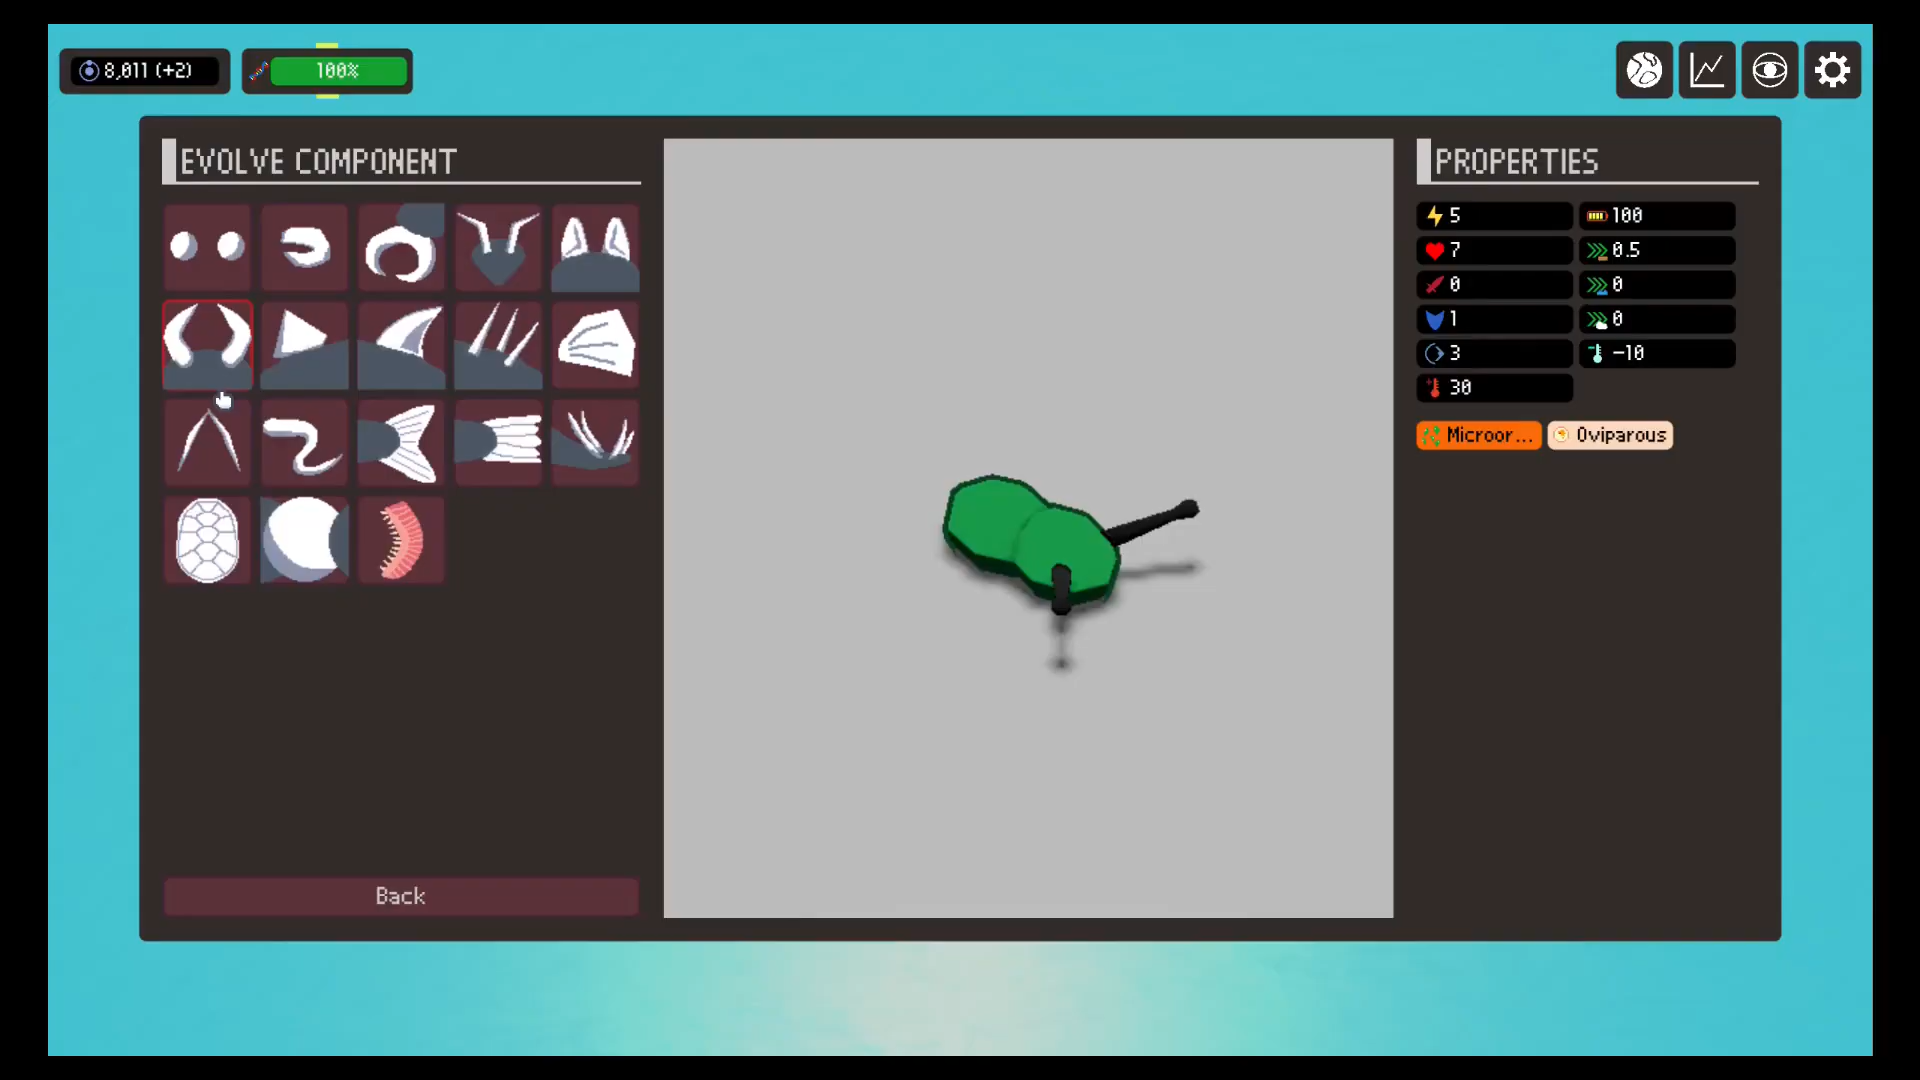 8,011 (+2)
100%
EVOLVE COMPONENT
PROPERTIES
5
100
7
0.5
0
0
1
0
3
-10
30
Microor...
Oviparous
Back